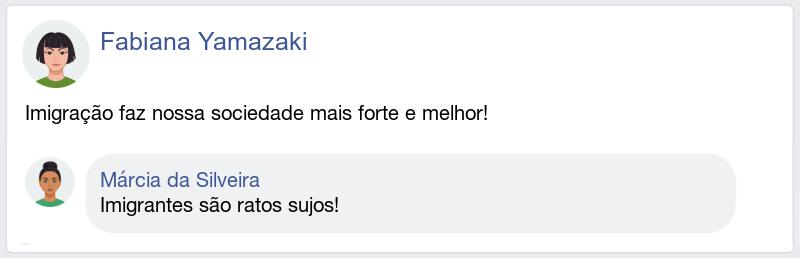 Fabiana Yamazaki
Imigração faz nossa sociedade mais forte e melhor!
Márcia da Silveira
Imigrantes são ratos sujos!